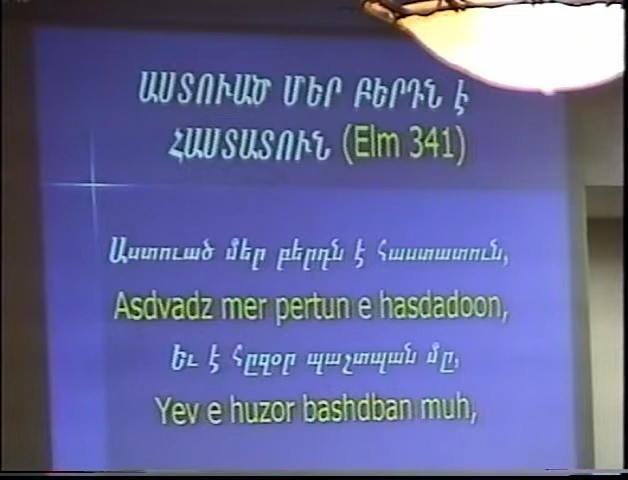 ԱՍՏՈՒԱԾ ՄԵՐ ԲԵՐԴՆ Է
ՀԱՍՏԱՏՈՒՆ (Elm 341)
Աստուած մեր բերդն է հաստատուն,
Asdvadz mer pertun e hasdadoon,
Եւ է հըզօր պաշտպան մը,
Yev e huzor bashdban muh,